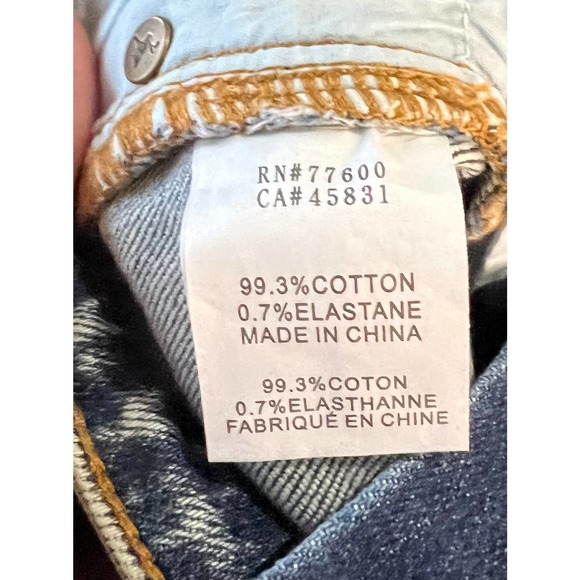 RN#77600
CA#45831
99.3%COTTON
0.7%ELASTANE
MADE IN CHINA
99.3%COTON
0.7%ELASTHANNE
FABRIQUÉ EN CHINE